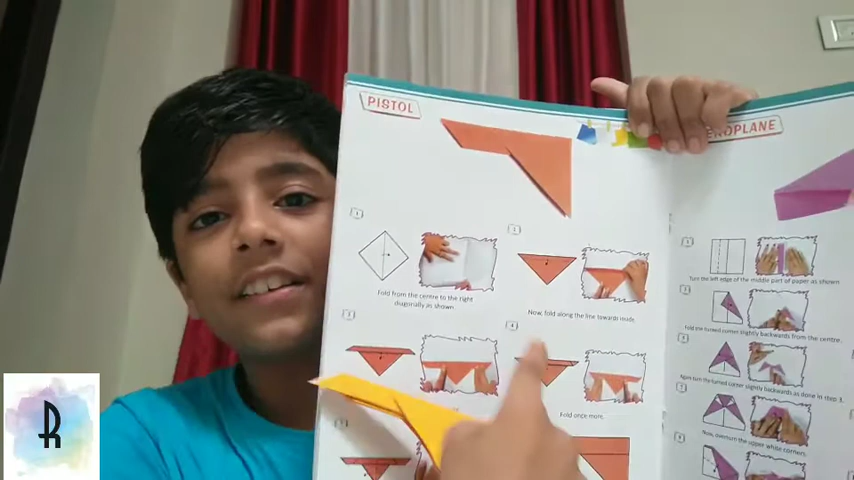 PISTOL
1
Fold from the centre to the right
diagonally as shown.
2
Now, fold along the line towards inside.
3
4
Fold once more.
Turn the left edge of the middle part of paper as shown
Fold the turned corner slightly backwards from the centre.
Again turn the turned corner slightly backwards as done in step 3.
Now, overturn the upper white corners.
R